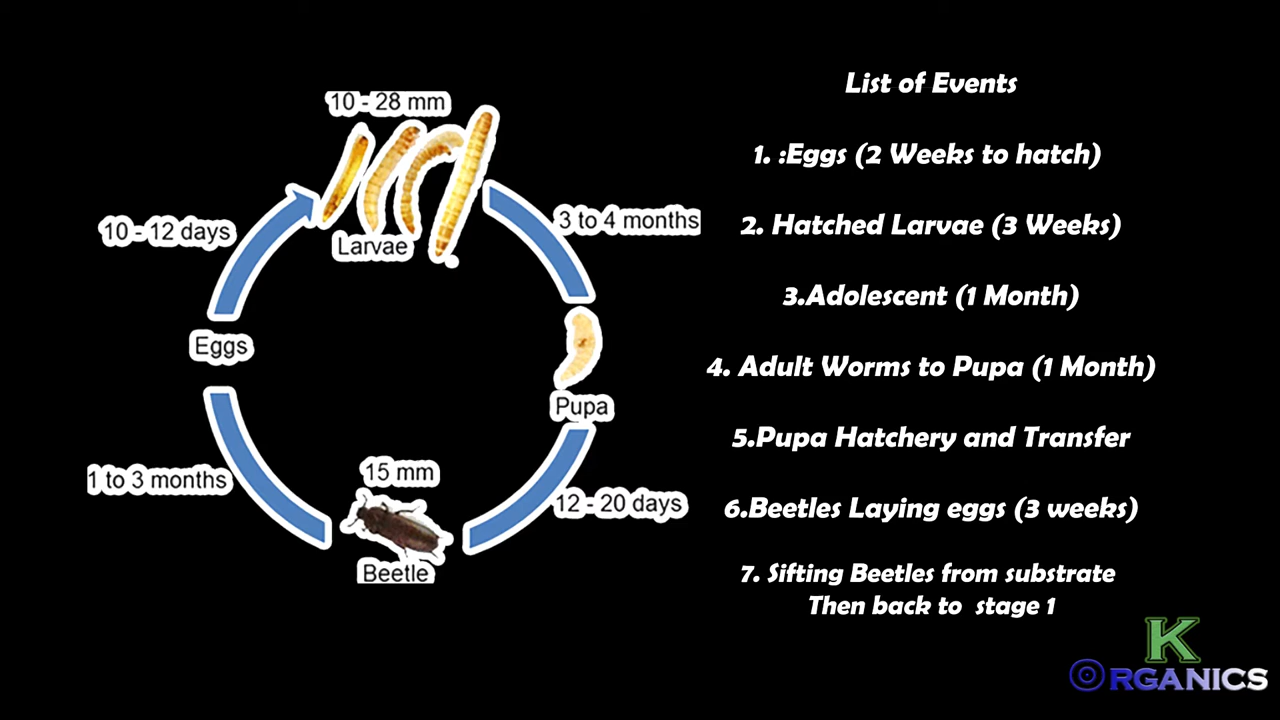 10 - 28 mm
Larvae
10 - 12 days
3 to 4 months
Eggs
Pupa
1 to 3 months
15 mm
12 - 20 days
Beetle
List of Events
1. :Eggs (2 Weeks to hatch)
2. Hatched Larvae (3 Weeks)
3.Adolescent (1 Month)
4. Adult Worms to Pupa (1 Month)
5.Pupa Hatchery and Transfer
6.Beetles Laying eggs (3 weeks)
7. Sifting Beetles from substrate
Then back to stage 1
K
ORGANICS